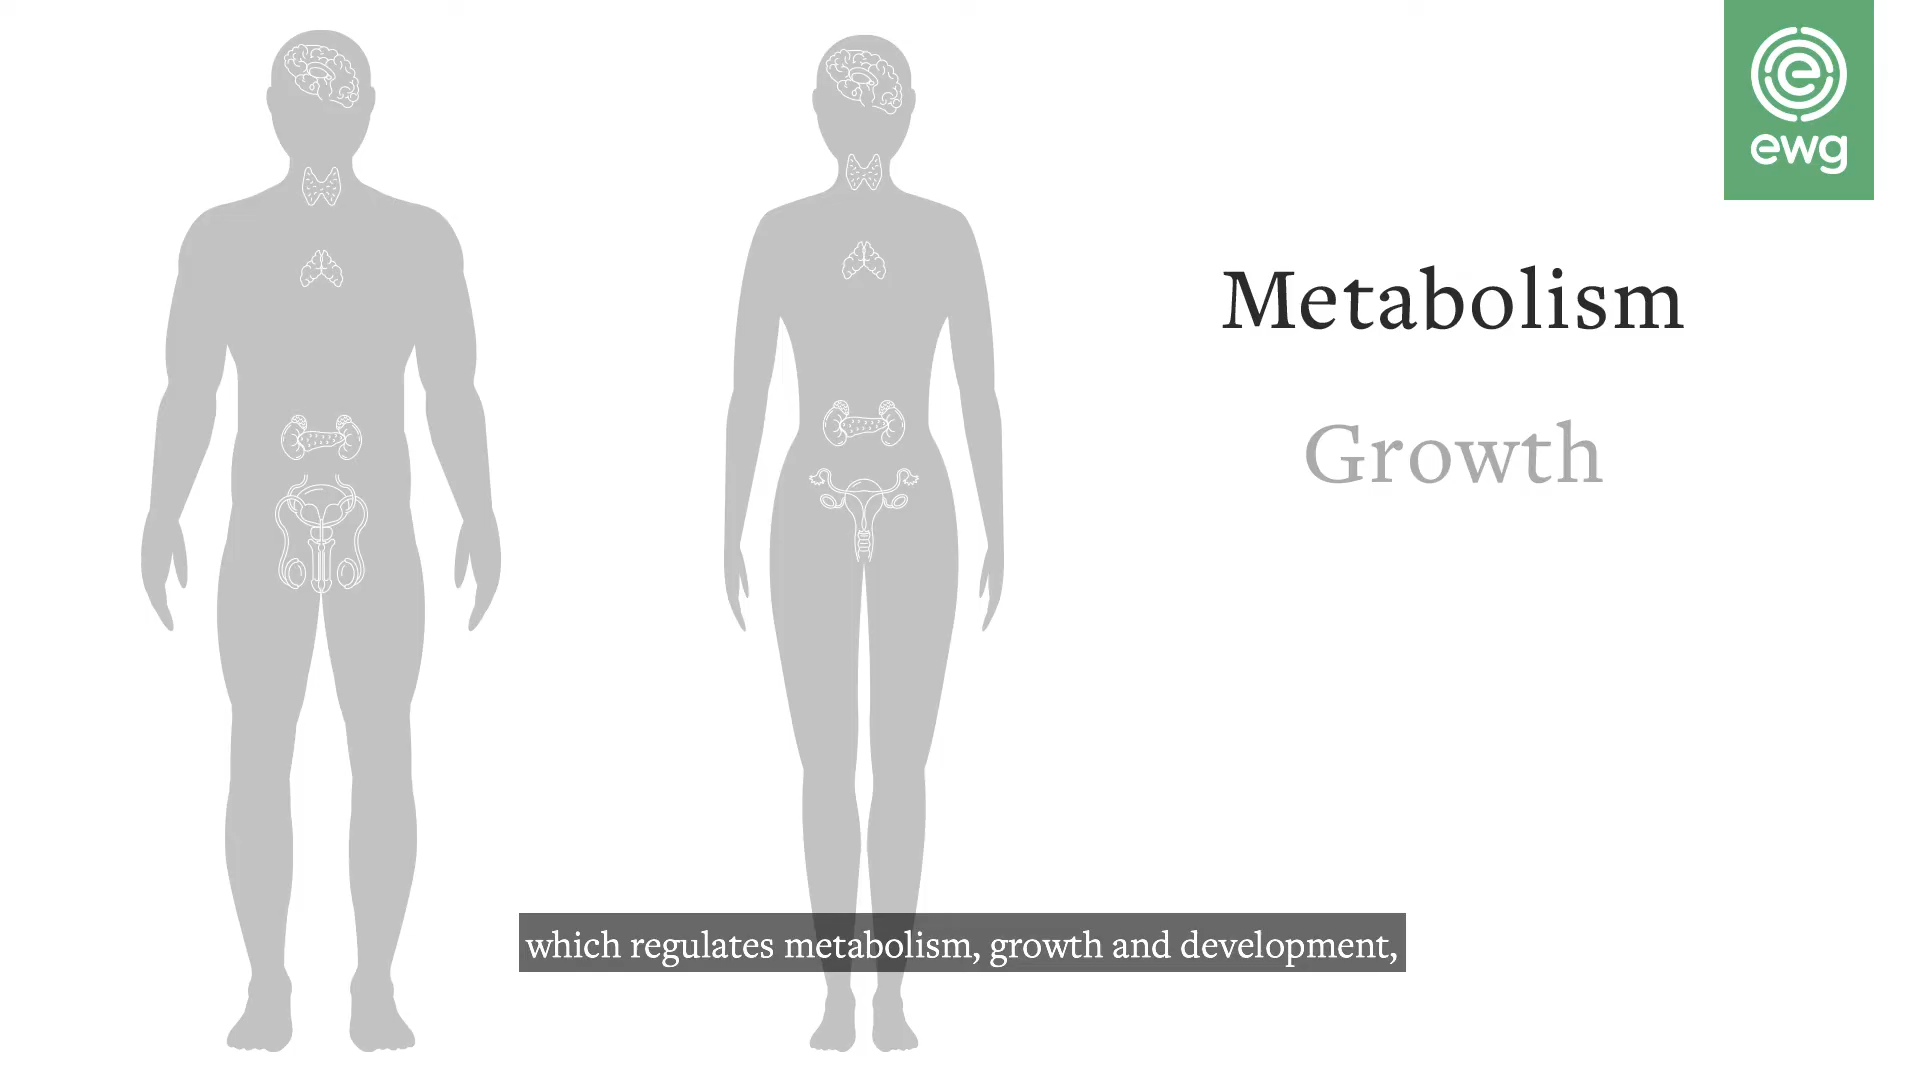 ewg
Metabolism
Growth
which regulates metabolism, growth and development,